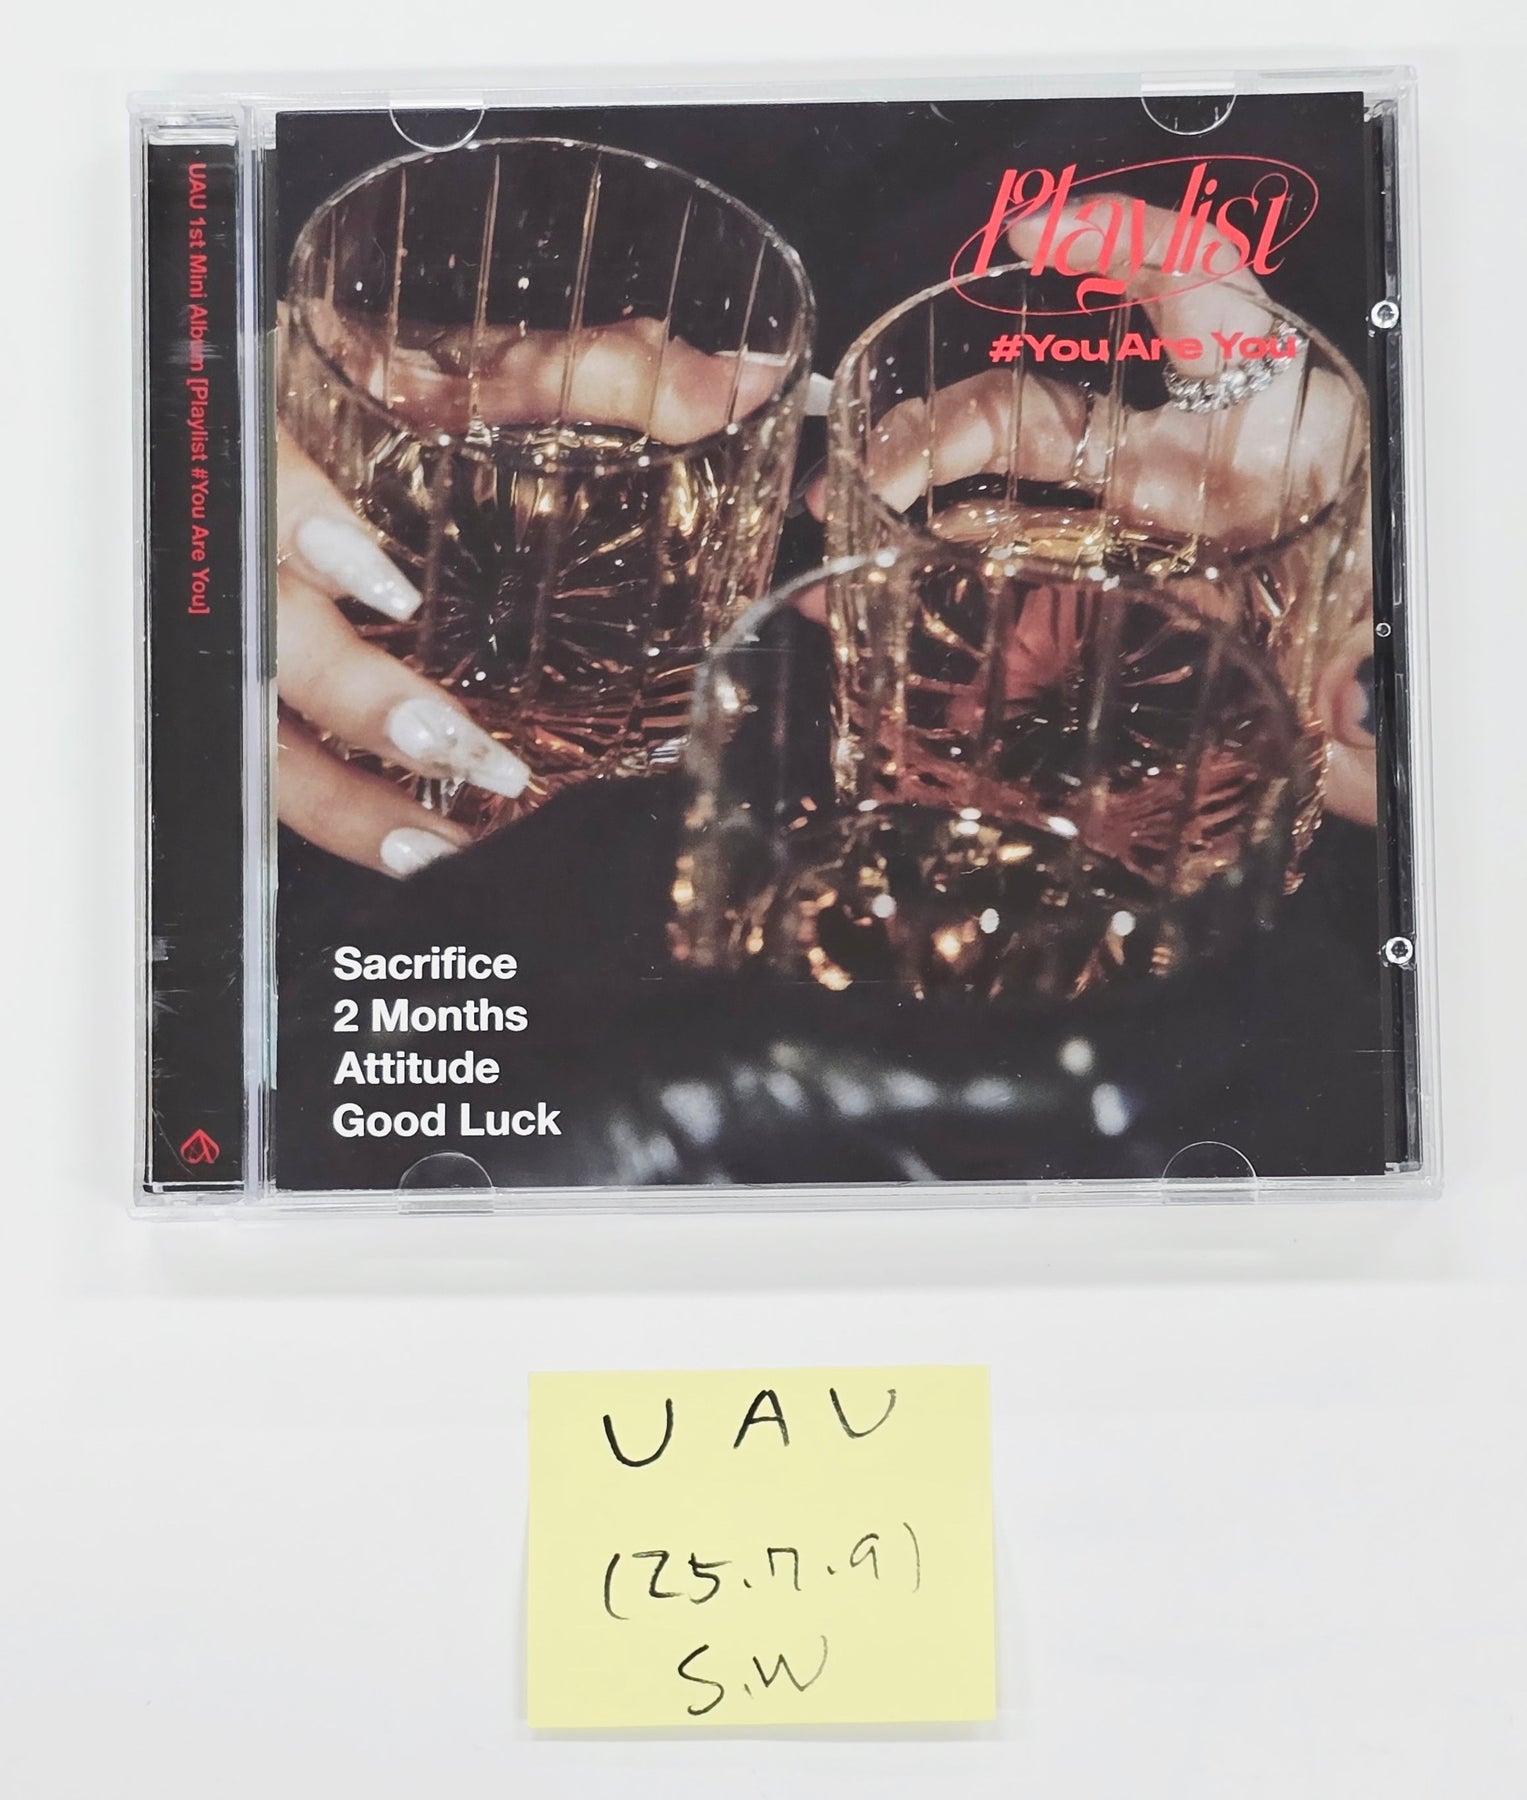 UAU 1st Mini Album [Playlist #You Are You]
Playlist
#You Are You
Sacrifice
2 Months
Attitude
Good Luck
UAU
(25.7.9)
S.W